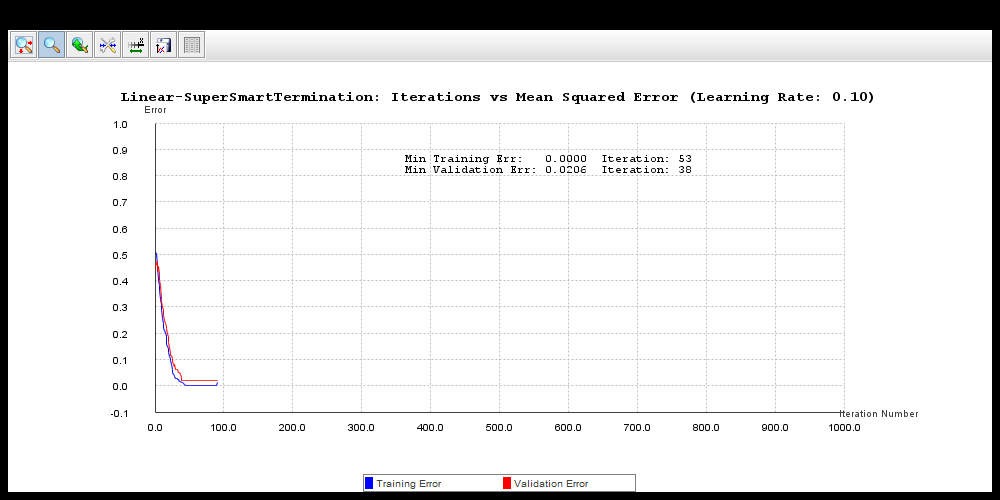 Linear-SuperSmartTermination: Iterations vs Mean Squared Error (Learning Rate: 0.10)
Error
1.0
0.9
0.8
0.7
0.6
0.5
0.4
0.3
0.2
0.1
0.0
-0.1
Min Training Err: 0.0000 Iteration: 53
Min Validation Err: 0.0206 Iteration: 38
Iteration Number
0.0 100.0 200.0 300.0 400.0 500.0 600.0 700.0 800.0 900.0 1000.0
Training Error Validation Error